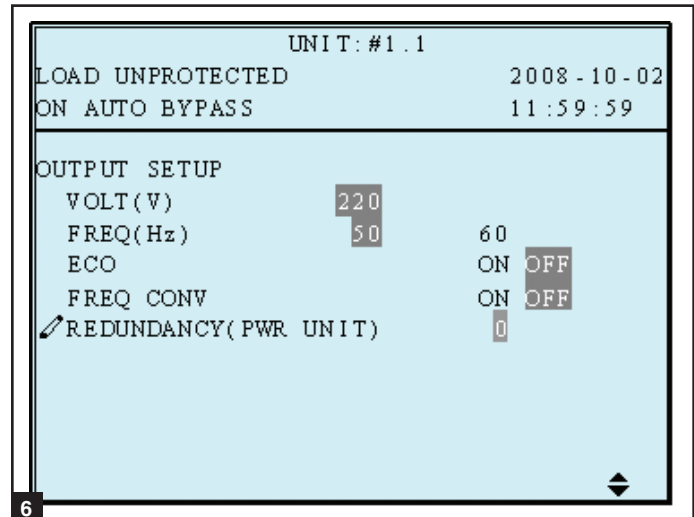 UNIT:#1.1
LOAD UNPROTECTED 2008-10-02
ON AUTO BYPASS 11:59:59
OUTPUT SETUP
VOLT(V) 220
FREQ(Hz) 50 60
ECO ON OFF
FREQ CONV ON OFF
REDUNDANCY(PWR UNIT) 0
6